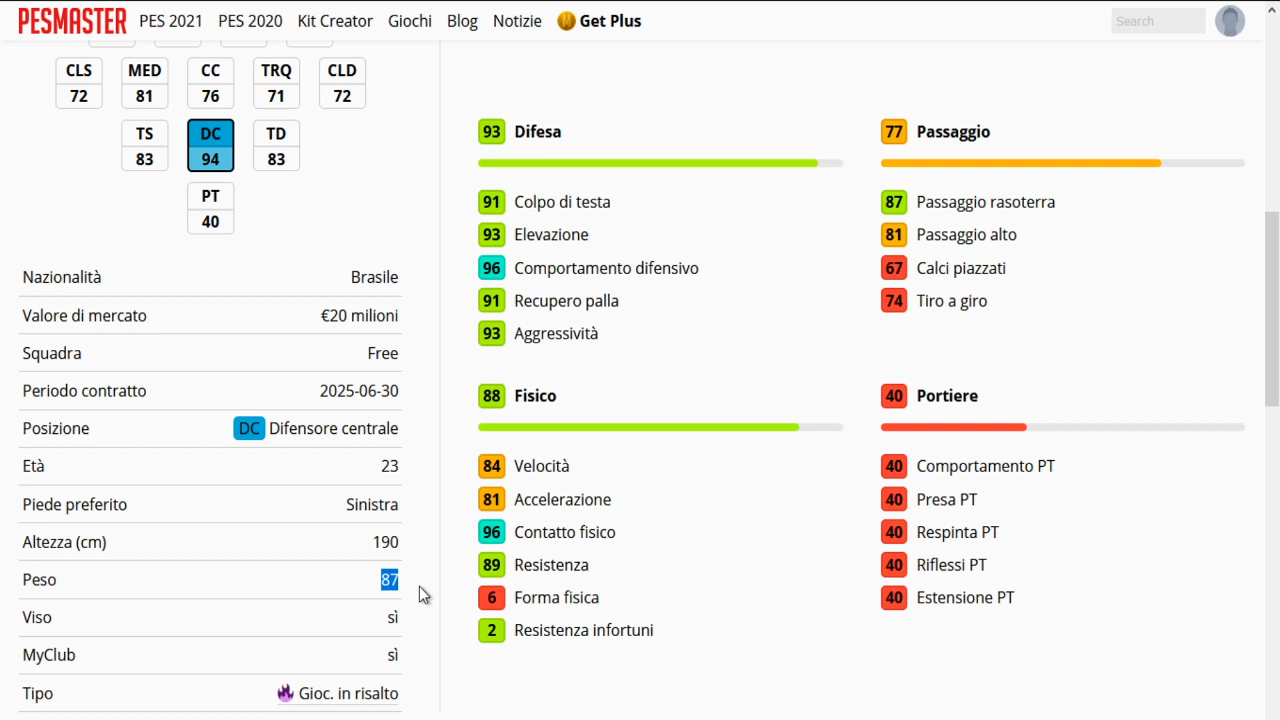 PESMASTER PES 2021 PES 2020 Kit Creator Giochi Blog Notizie Get Plus Search
CLS MED CC TRQ CLD
72 81 76 71 72
TS DC TD
83 94 83
PT
40
Nazionalità Brasile
Valore di mercato €20 milioni
Squadra Free
Periodo contratto 2025-06-30
Posizione DC Difensore centrale
Età 23
Piede preferito Sinistra
Altezza (cm) 190
Peso 87
Viso sì
MyClub sì
Tipo Gioc. in risalto
93 Difesa
91 Colpo di testa
93 Elevazione
96 Comportamento difensivo
91 Recupero palla
93 Aggressività
77 Passaggio
87 Passaggio rasoterra
81 Passaggio alto
67 Calci piazzati
74 Tiro a giro
88 Fisico
84 Velocità
81 Accelerazione
96 Contatto fisico
89 Resistenza
6 Forma fisica
2 Resistenza infortuni
40 Portiere
40 Comportamento PT
40 Presa PT
40 Respinta PT
40 Riflessi PT
40 Estensione PT